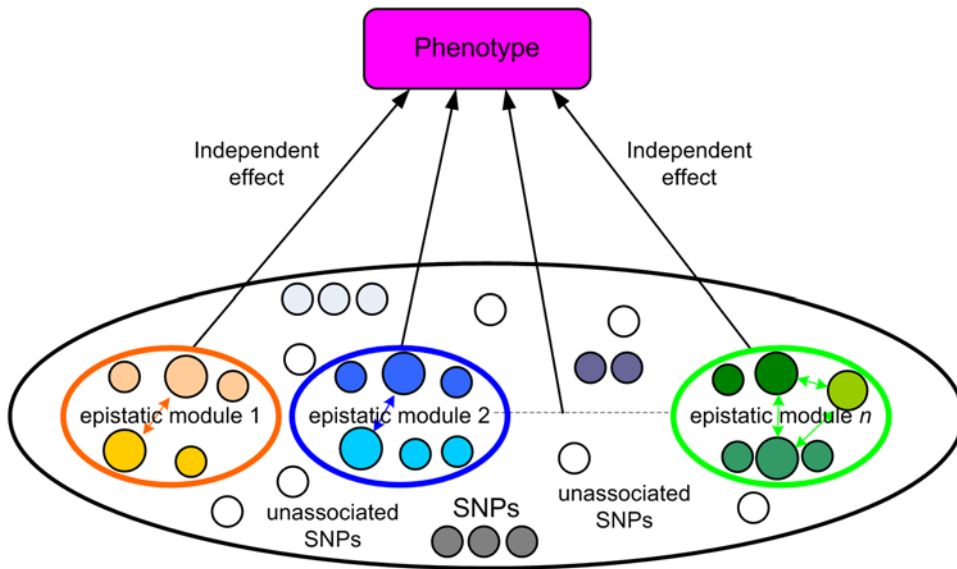 Phenotype
Independent
effect
Independent
effect
epistatic module 1
epistatic module 2
epistatic module n
unassociated
SNPs
SNPs
unassociated
SNPs